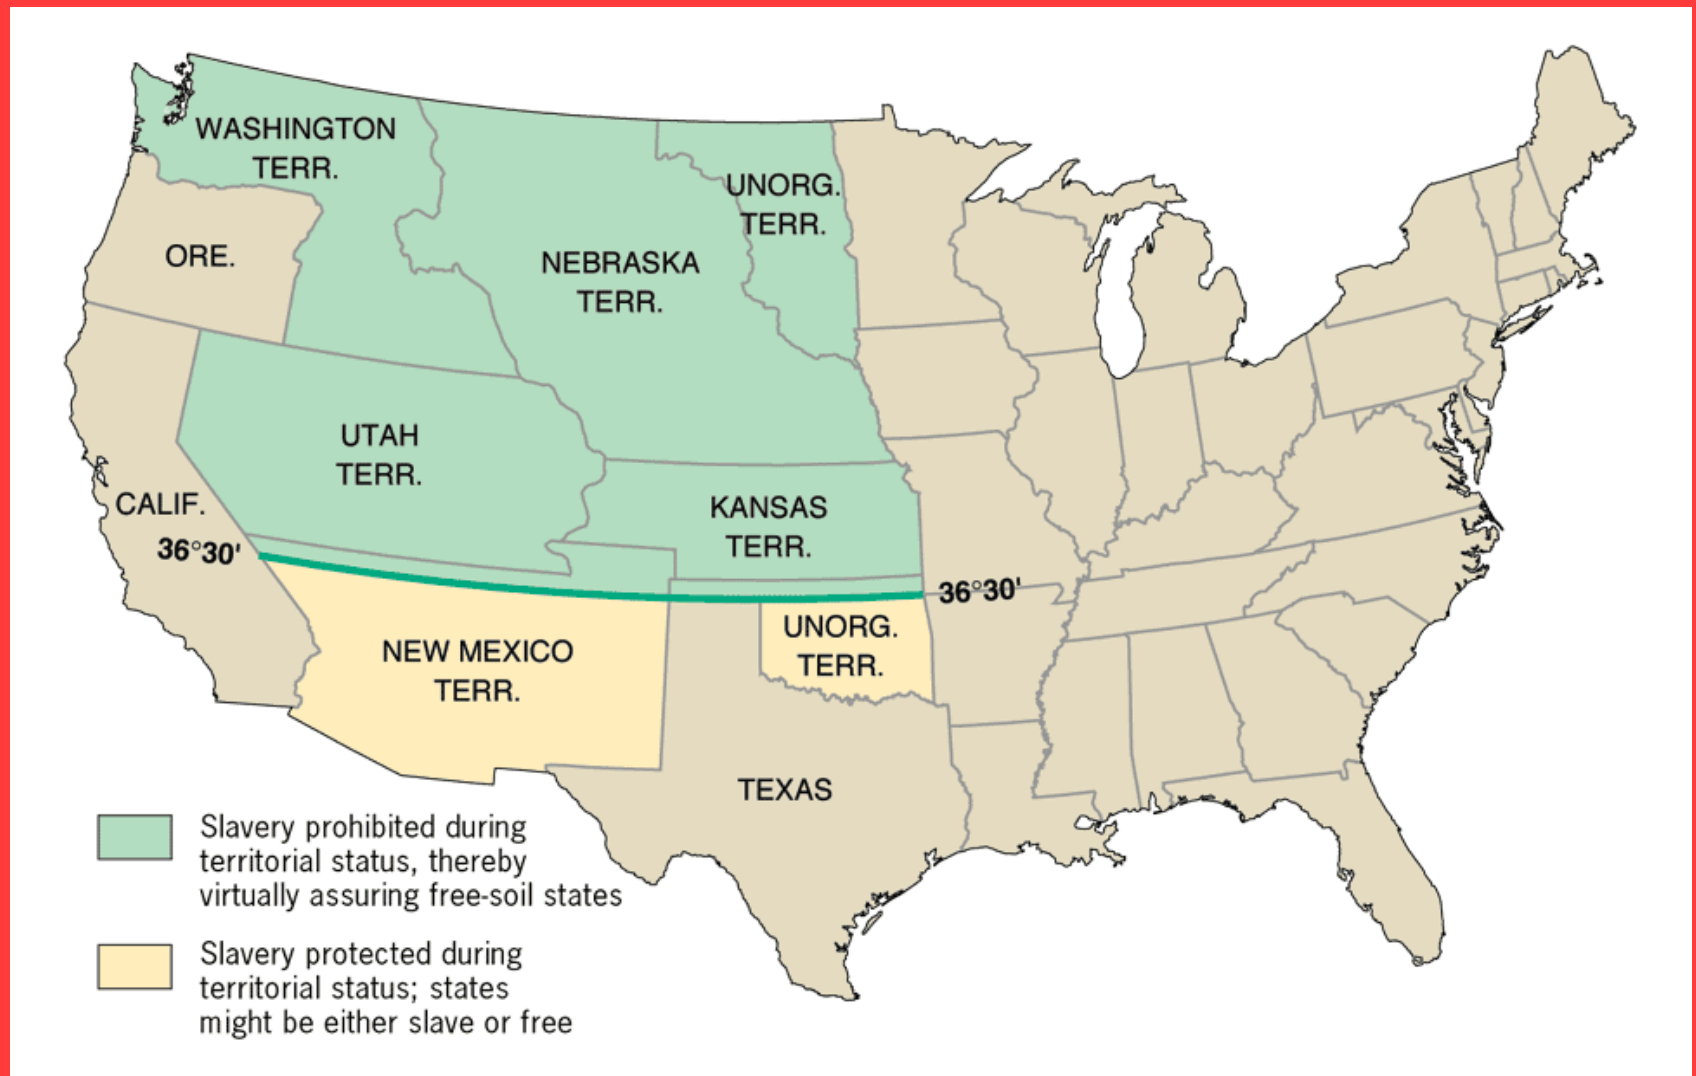 WASHINGTON
TERR.
UNORG.
TERR.
ORE.
NEBRASKA
TERR.
UTAH
TERR.
CALIF.
KANSAS
TERR.
36°30'
36°30'
UNORG.
TERR.
NEW MEXICO
TERR.
TEXAS
Slavery prohibited during
territorial status, thereby
virtually assuring free-soil states
Slavery protected during
territorial status; states
might be either slave or free